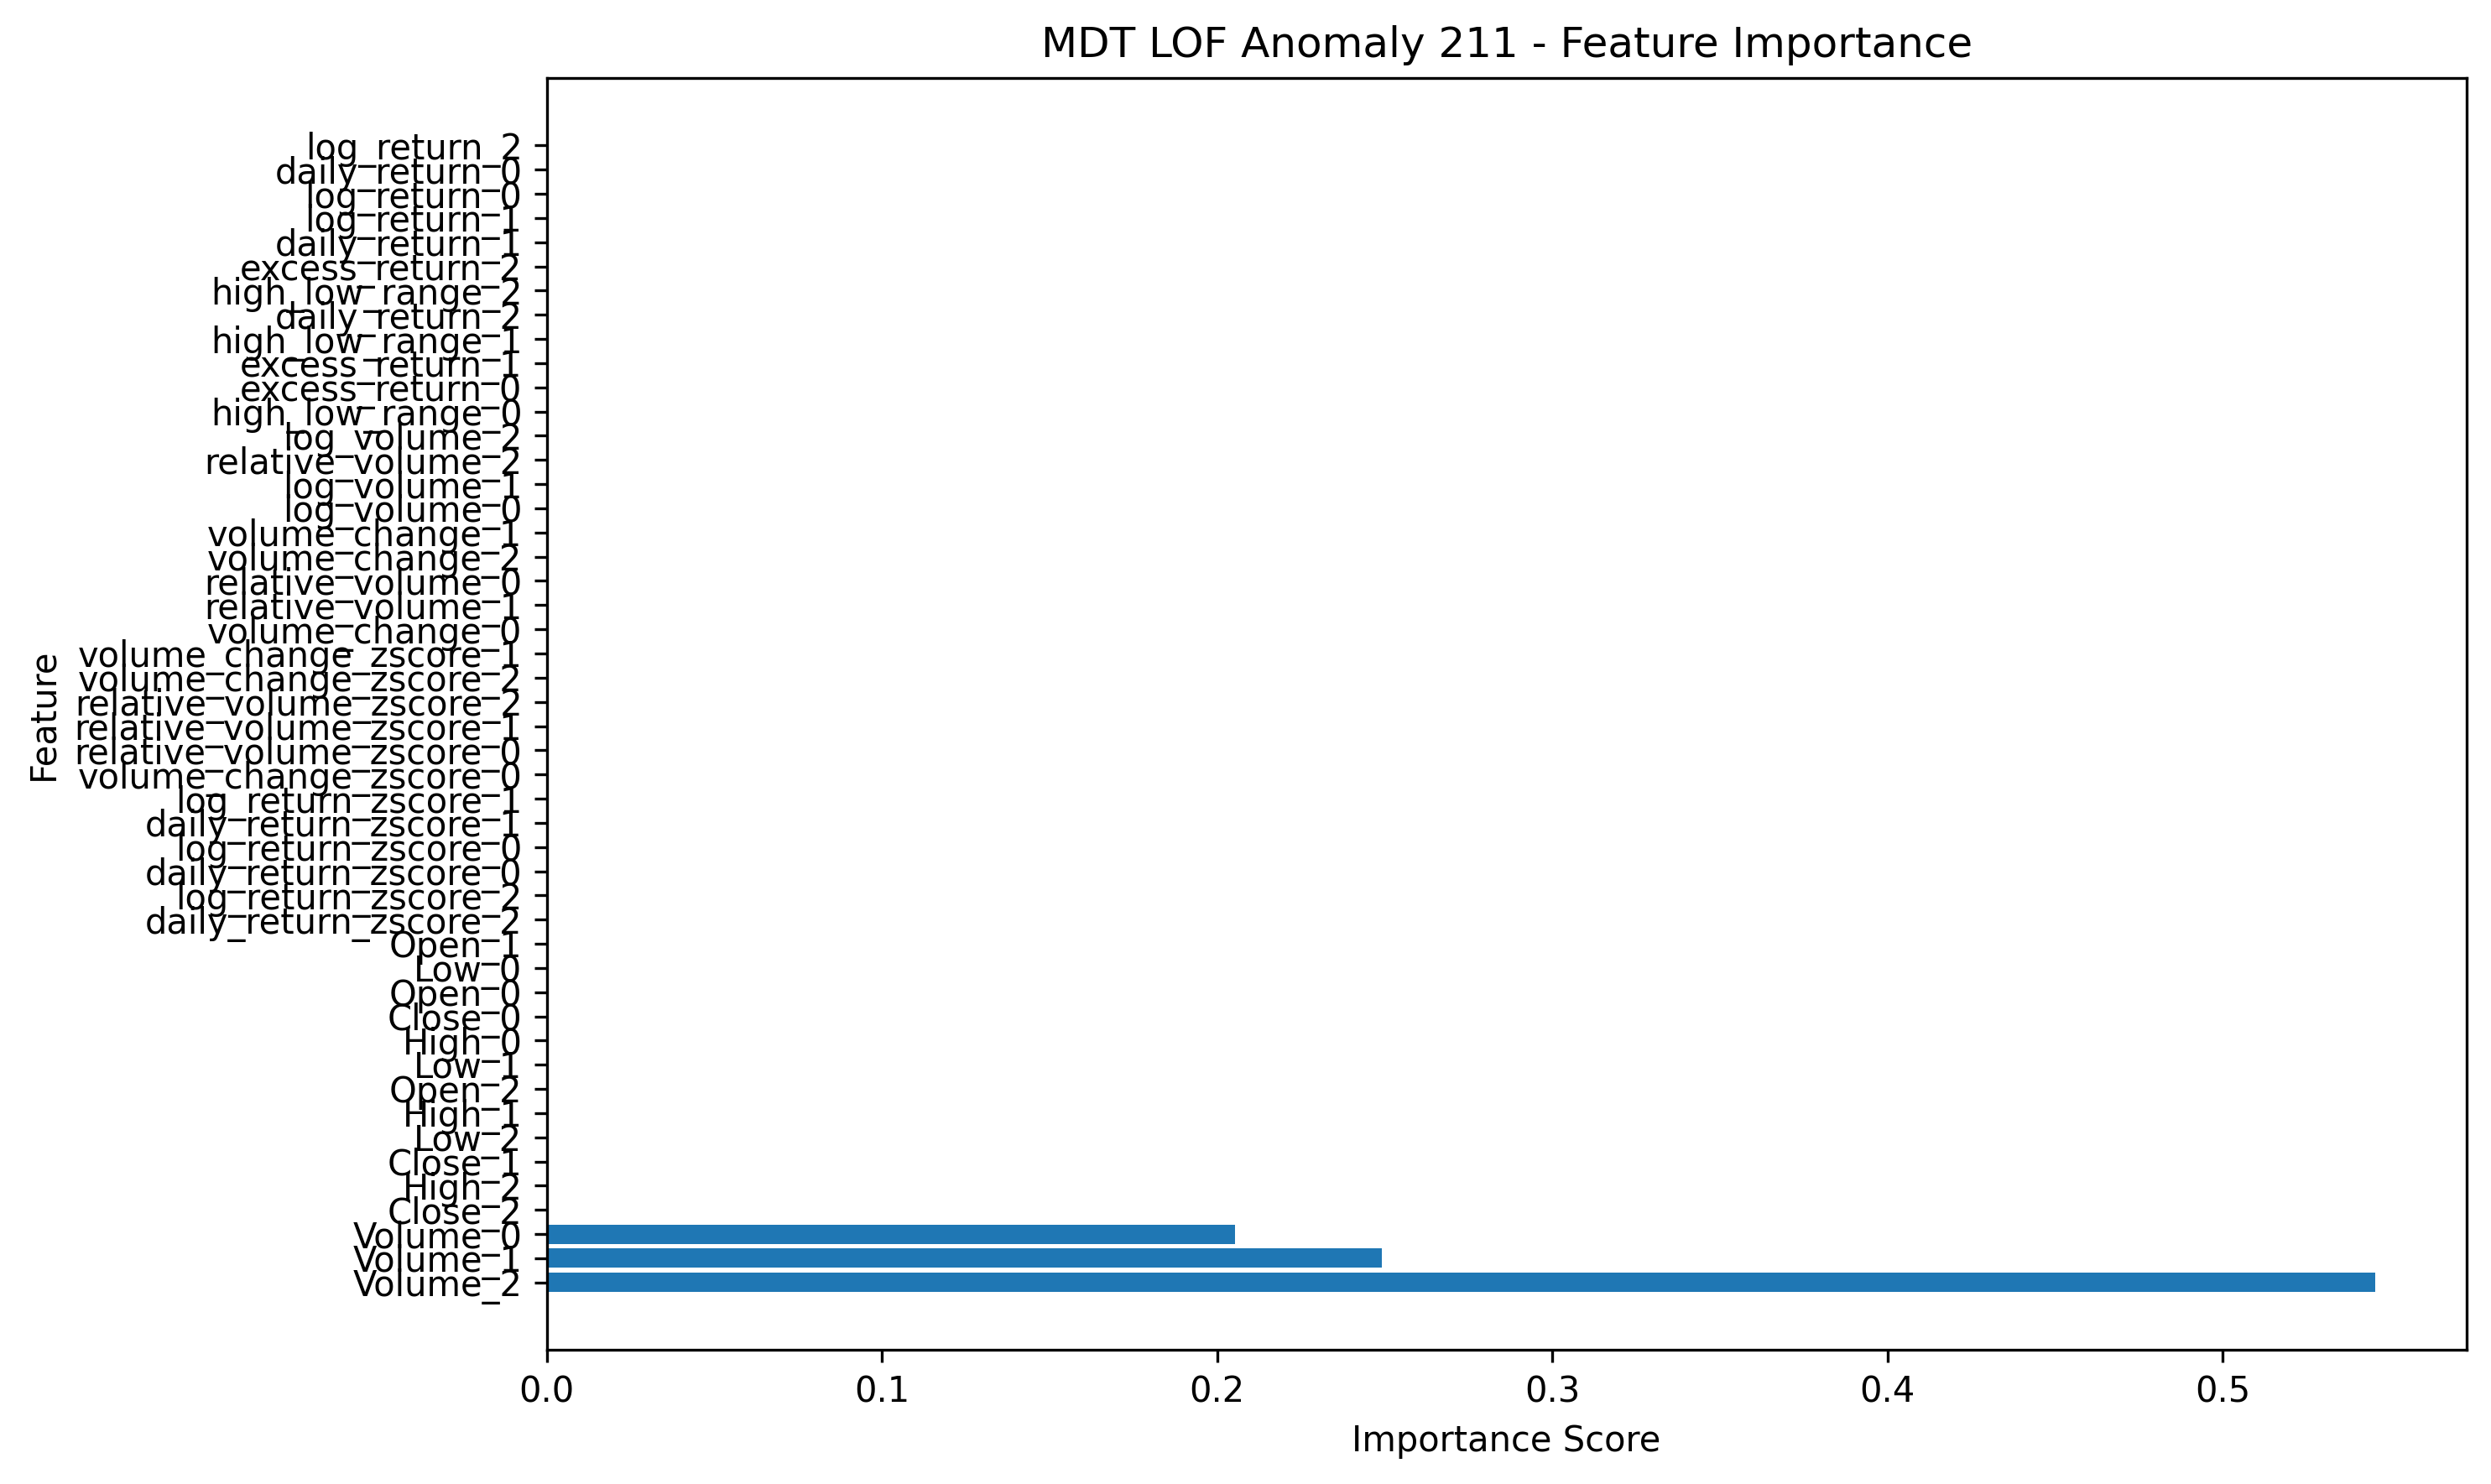 MDT LOF Anomaly 211 - Feature Importance
log_return_2
daily_return_0
log_return_0
log_return_1
daily_return_1
excess_return_2
high_low_range_2
daily_return_2
high_low_range_1
excess_return_1
excess_return_0
high_low_range_0
log_volume_2
relative_volume_2
log_volume_1
log_volume_0
volume_change_1
volume_change_2
relative_volume_0
relative_volume_1
volume_change_0
volume_change_zscore_1
volume_change_zscore_2
relative_volume_zscore_2
relative_volume_zscore_1
relative_volume_zscore_0
volume_change_zscore_0
log_return_zscore_1
daily_return_zscore_1
log_return_zscore_0
daily_return_zscore_0
log_return_zscore_2
daily_return_zscore_2
Open_1
Low_0
Open_0
Close_0
High_0
Low_1
Open_2
High_1
Low_2
Close_1
High_2
Close_2
Volume_0
Volume_1
Volume_2
Feature
0.0 0.1 0.2 0.3 0.4 0.5
Importance Score